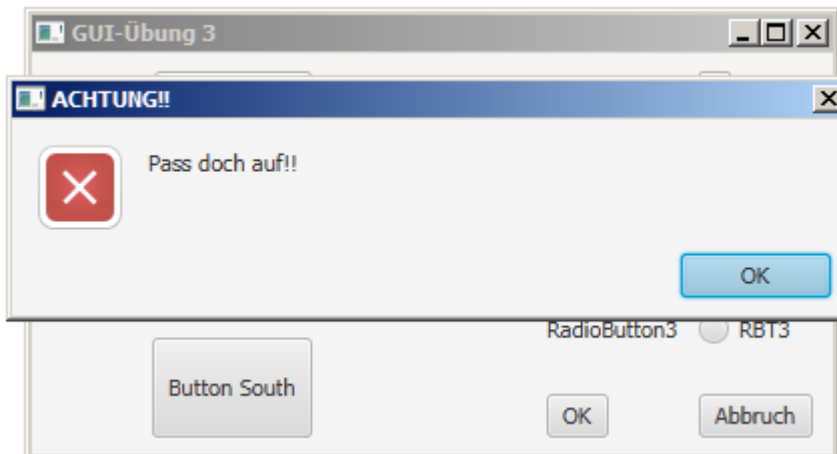 GUI-Übung 3
ACHTUNG!!
Pass doch auf!!
OK
RadioButton3 RBT3
Button South
OK Abbruch